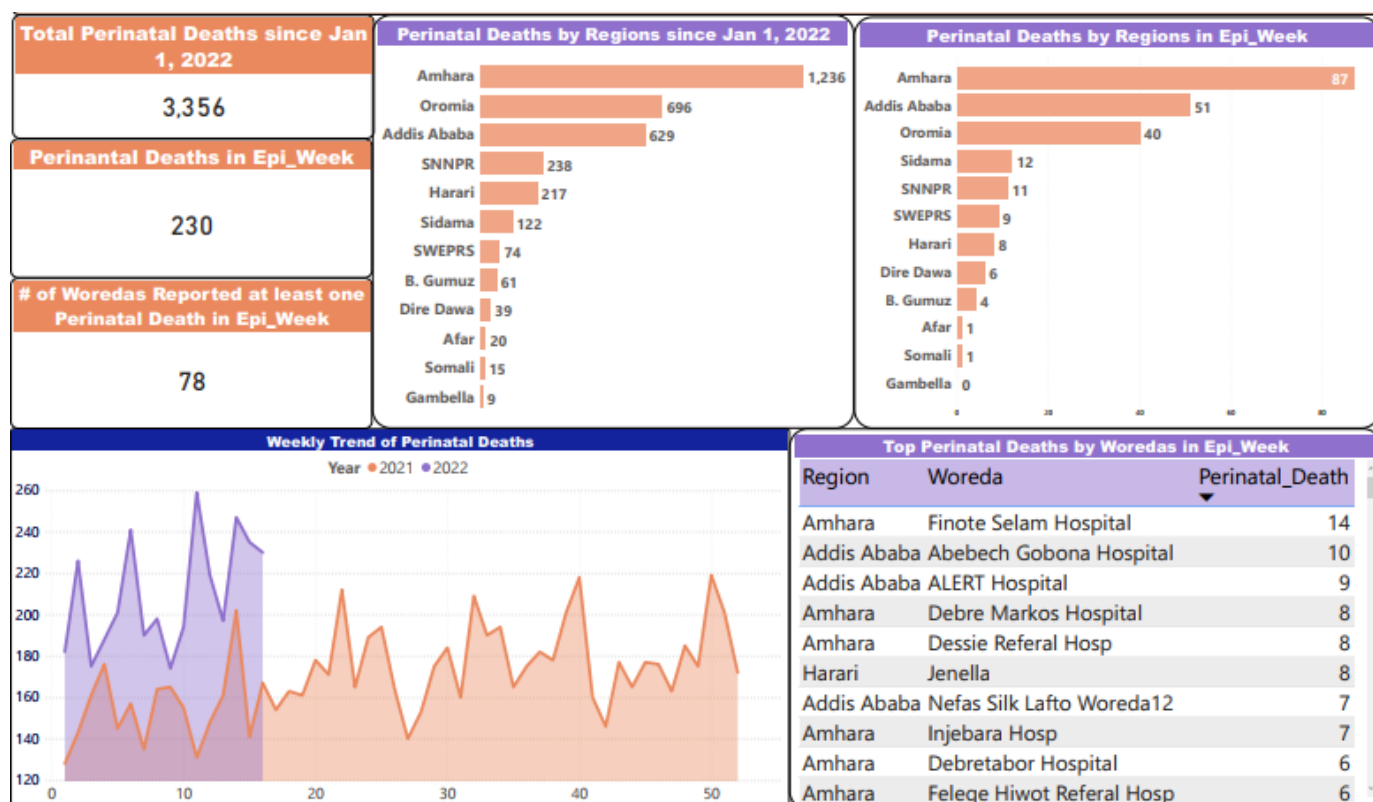 Total Perinatal Deaths since Jan
1, 2022
3,356
Perinantal Deaths in Epi_Week
230
# of Woredas Reported at least one
Perinatal Death in Epi_Week
78
Perinatal Deaths by Regions since Jan 1, 2022
Amhara 1,236
Oromia 696
Addis Ababa 629
SNNPR 238
Harari 217
Sidama 122
SWEPRS 74
B. Gumuz 61
Dire Dawa 39
Afar 20
Somali 15
Gambella 9
Perinatal Deaths by Regions in Epi_Week
Amhara 87
Addis Ababa 51
Oromia 40
Sidama 12
SNNPR 11
SWEPRS 9
Harari 8
Dire Dawa 6
B. Gumuz 4
Afar 1
Somali 1
Gambella 0
0 20 40 60 80
Weekly Trend of Perinatal Deaths
Year 2021 2022
260
240
220
200
180
160
140
120
0 10 20 30 40 50
Top Perinatal Deaths by Woredas in Epi_Week
Region Woreda Perinatal_Death
Amhara Finote Selam Hospital 14
Addis Ababa Abebech Gobona Hospital 10
Addis Ababa ALERT Hospital 9
Amhara Debre Markos Hospital 8
Amhara Dessie Referal Hosp 8
Harari Jenella 8
Addis Ababa Nefas Silk Lafto Woreda12 7
Amhara Injebara Hosp 7
Amhara Debretabor Hospital 6
Amhara Felege Hiwot Referal Hosp 6